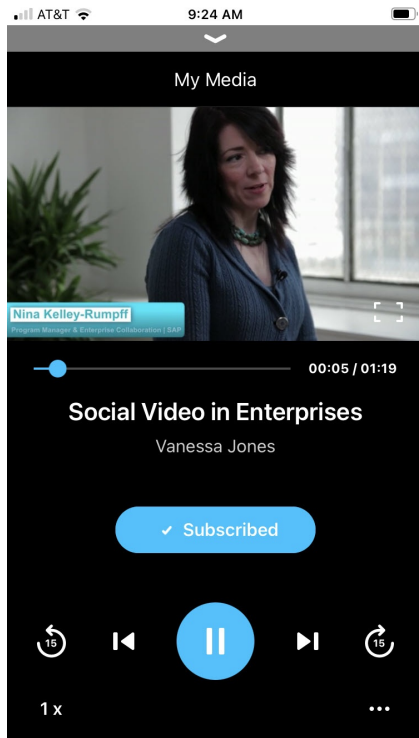 AT&T
9:24 AM
My Media
Nina Kelley-Rumpff
Program Manager & Enterprise Collaboration | SAP
00:05 / 01:19
Social Video in Enterprises
Vanessa Jones
Subscribed
15
15
1 x